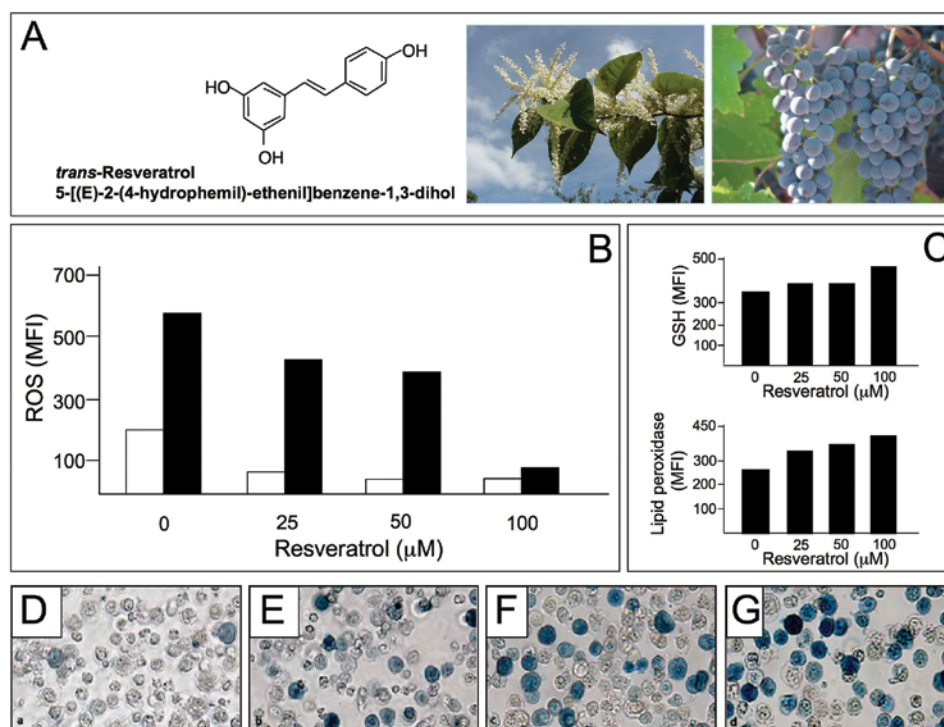 A
OH
HO
OH
trans-Resveratrol
5-[(E)-2-(4-hydrophemil)-ethenil]benzene-1,3-dihol
B
700
500
300
100
ROS (MFI)
0 25 50 100
Resveratrol (μM)
C
500
300
200
100
GSH (MFI)
0 25 50 100
Resveratrol (μM)
450
300
200
100
Lipid peroxidase
(MFI)
0 25 50 100
Resveratrol (μM)
D E F G
a b c d